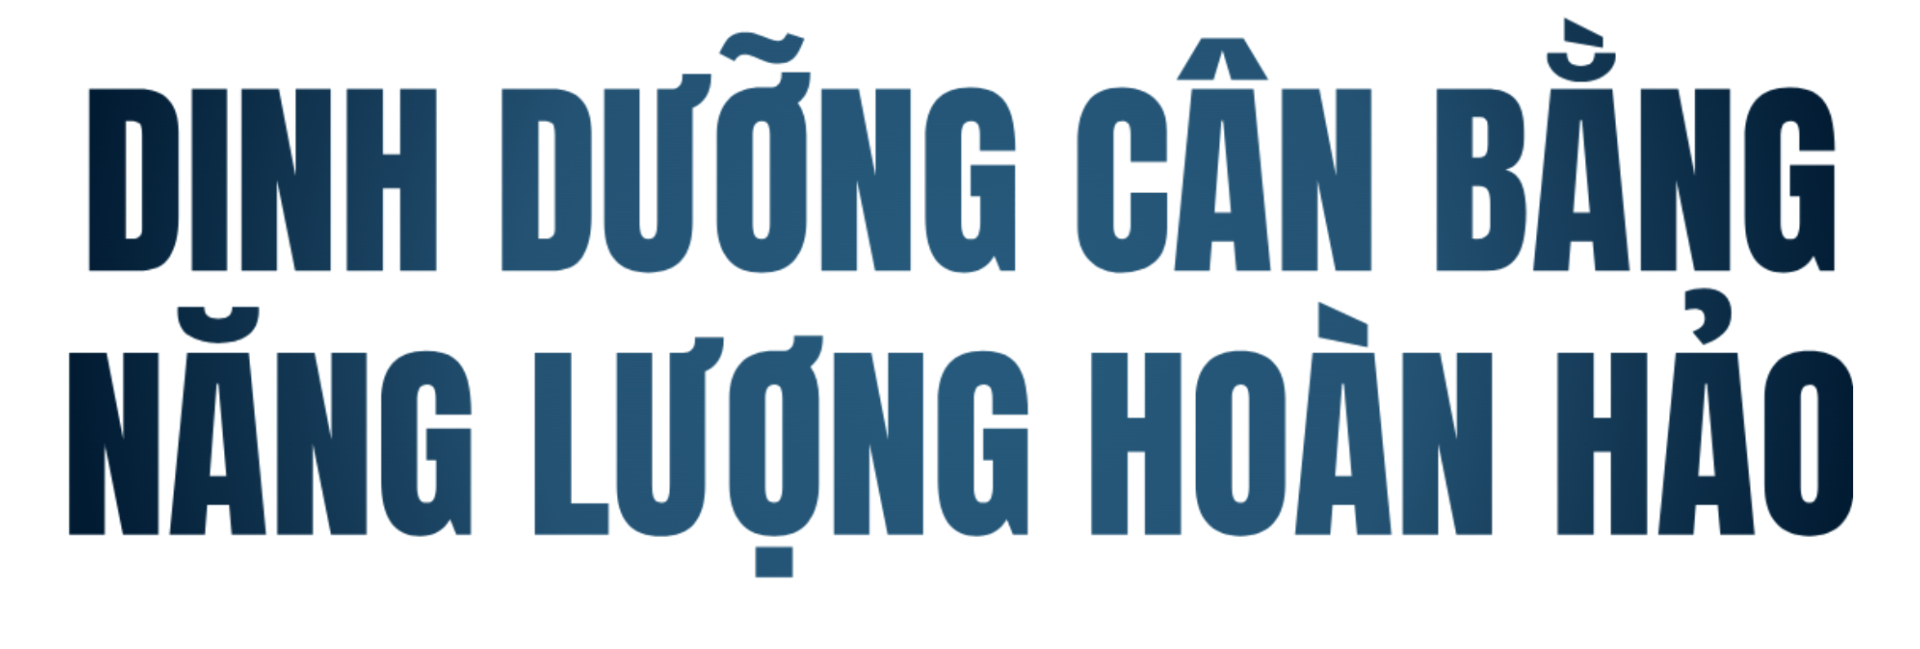 DINH DƯỠNG CÂN BẰNG
NĂNG LƯỢNG HOÀN HẢO